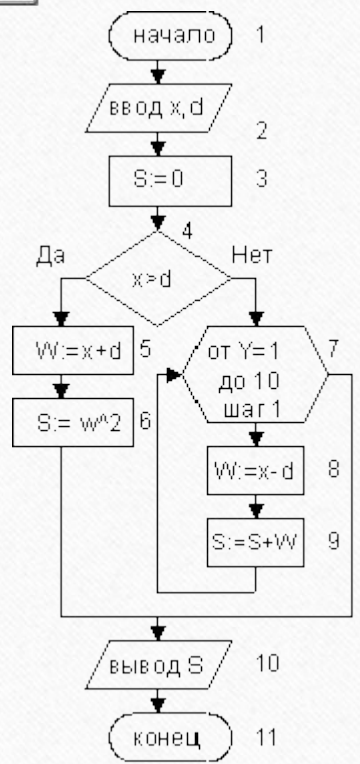 начало 1
ввод x,d
2
S:=0 3
4
Да Нет
x>d
W:=x+d 5
от Y=1 7
до 10
шаг 1
S:= w^2 6
W:=x-d 8
S:=S+W 9
вывод S 10
конец 11